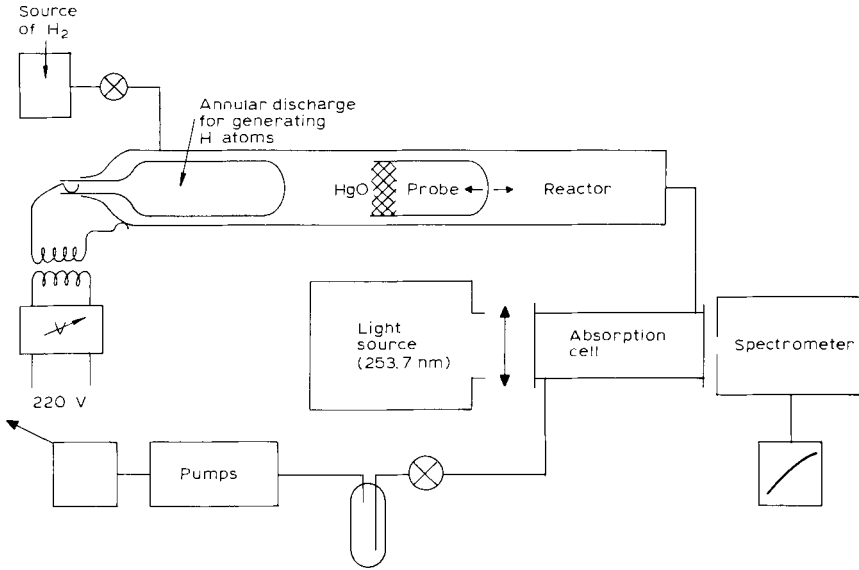 Source
of H2
Annular discharge
for generating
H atoms
HgO
Probe
Reactor
Light
source
(253.7 nm)
Absorption
cell
Spectrometer
V
220 V
Pumps